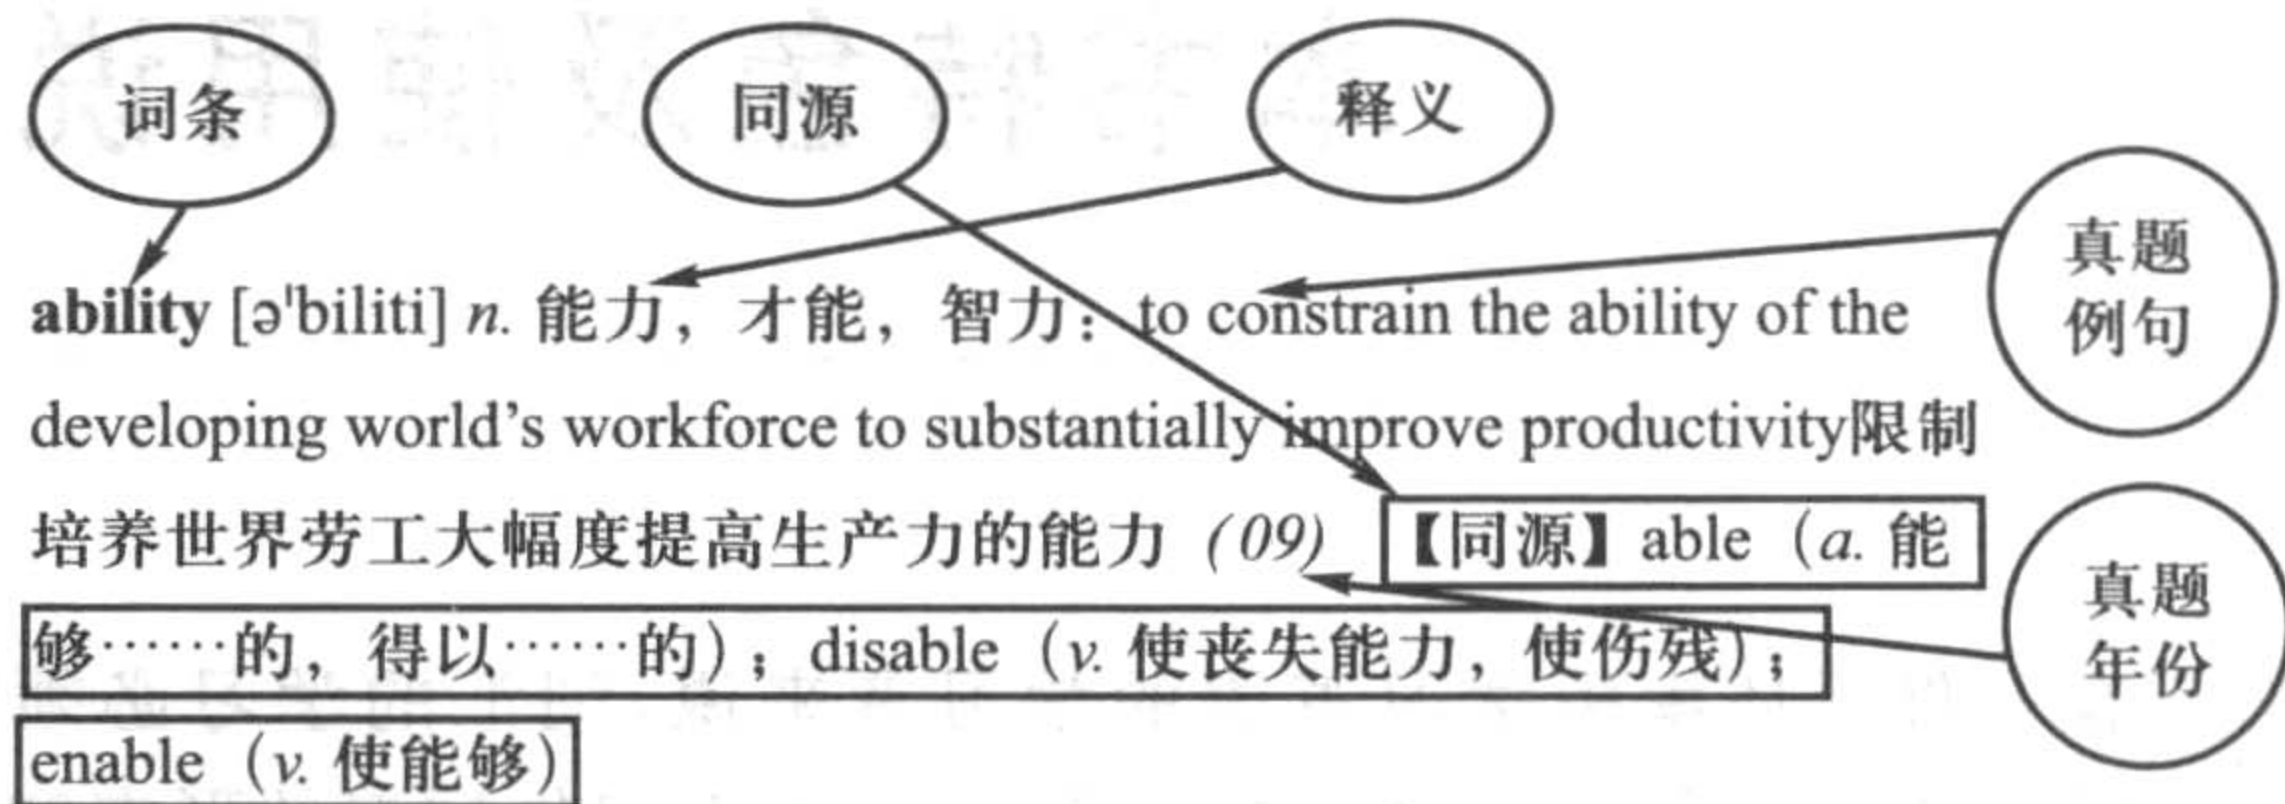 词条
同源
释义
真题
例句
ability [ə'biliti] n. 能力，才能，智力：to constrain the ability of the
developing world's workforce to substantially improve productivity限制
培养世界劳工大幅度提高生产力的能力 (09) 【同源】able（a. 能
够……的，得以……的）；disable（v. 使丧失能力，使伤残）；
真题
年份
enable（v. 使能够）